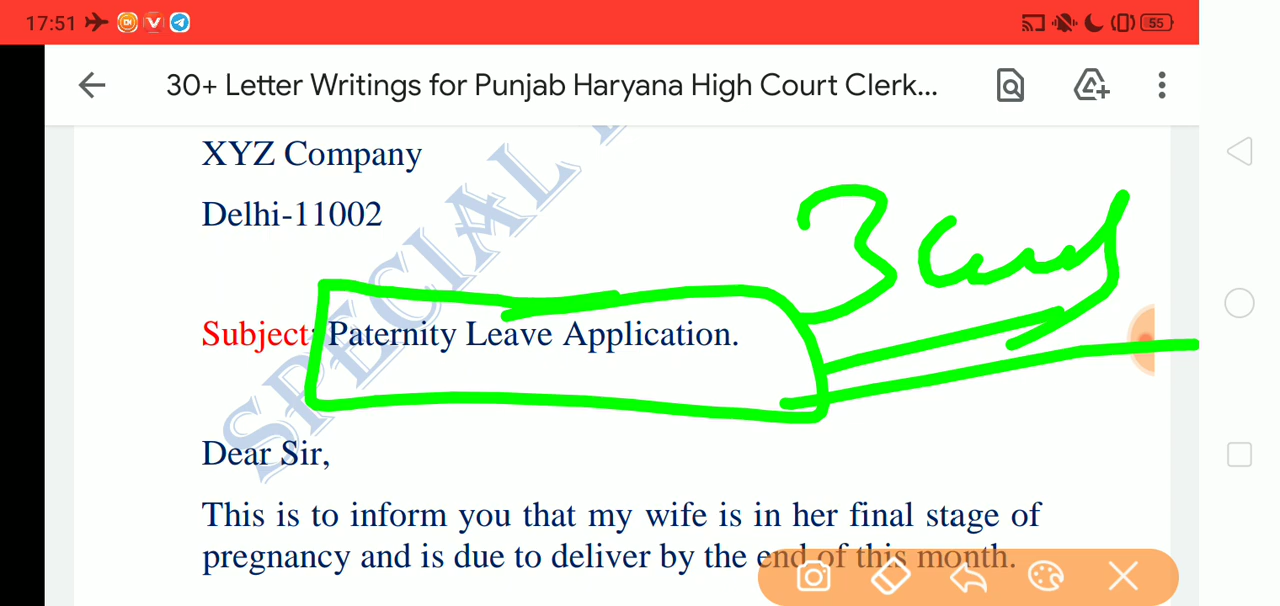 17:51 55
30+ Letter Writings for Punjab Haryana High Court Clerk...
XYZ Company
Delhi-11002
SPECIAL
3
Subject: Paternity Leave Application.
Dear Sir,
This is to inform you that my wife is in her final stage of
pregnancy and is due to deliver by the end of this month.